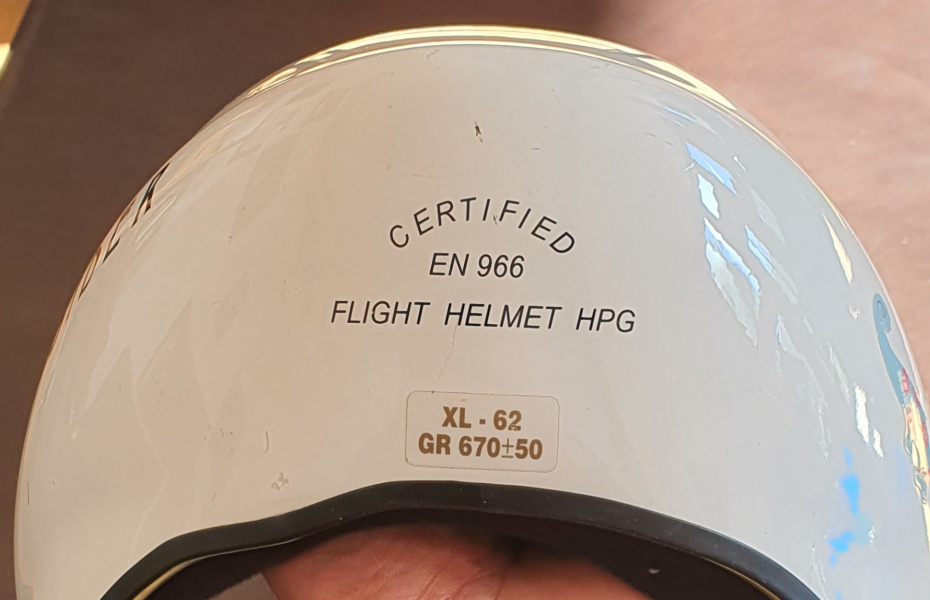 CERTIFIED
EN 966
FLIGHT HELMET HPG
XL - 62
GR 670±50